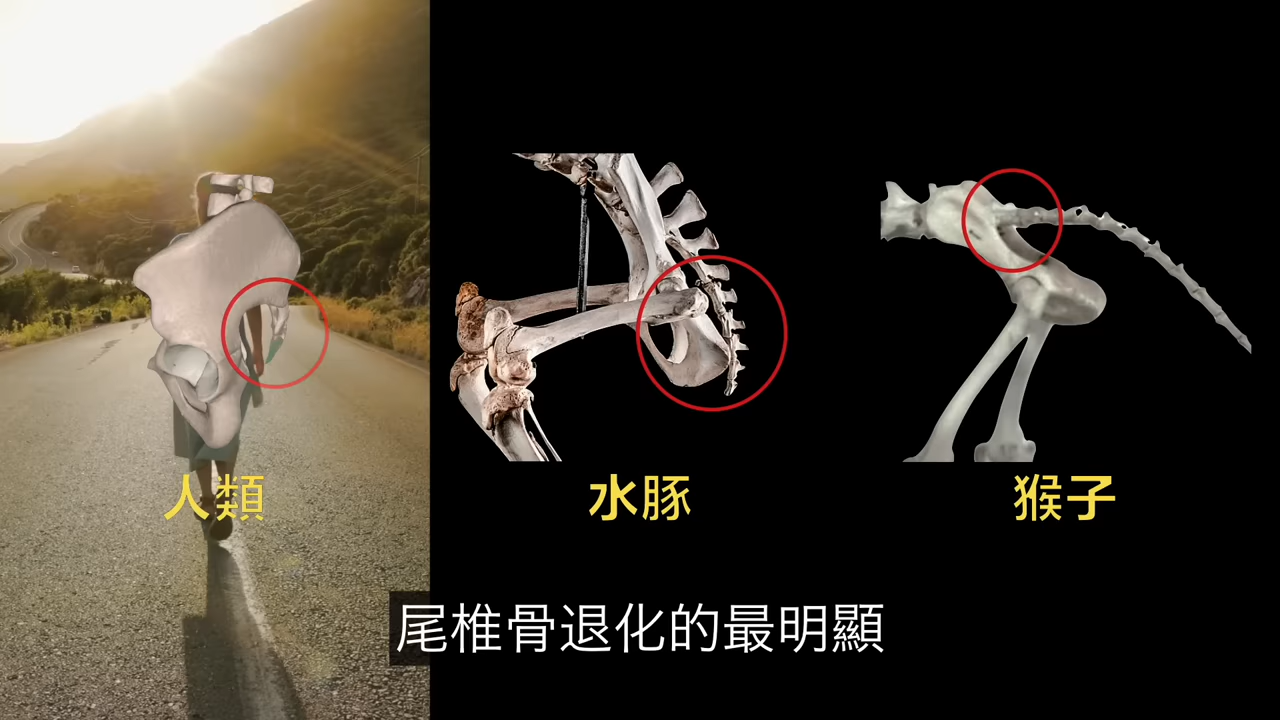 人類
水豚
猴子
尾椎骨退化的最明顯